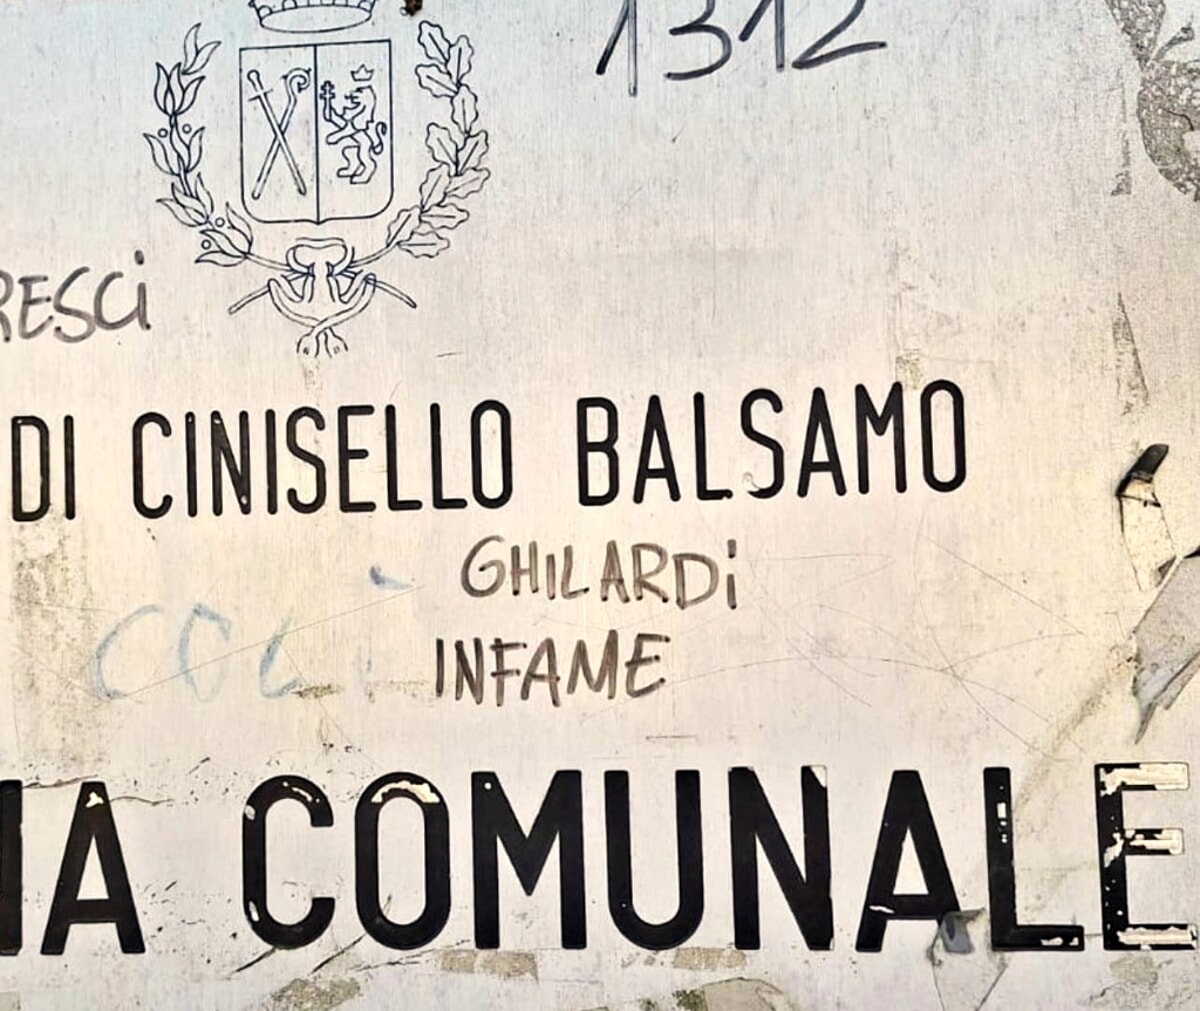 1312
RESCi
DI CINISELLO BALSAMO
GHILARDi
INFAME
IA COMUNALE